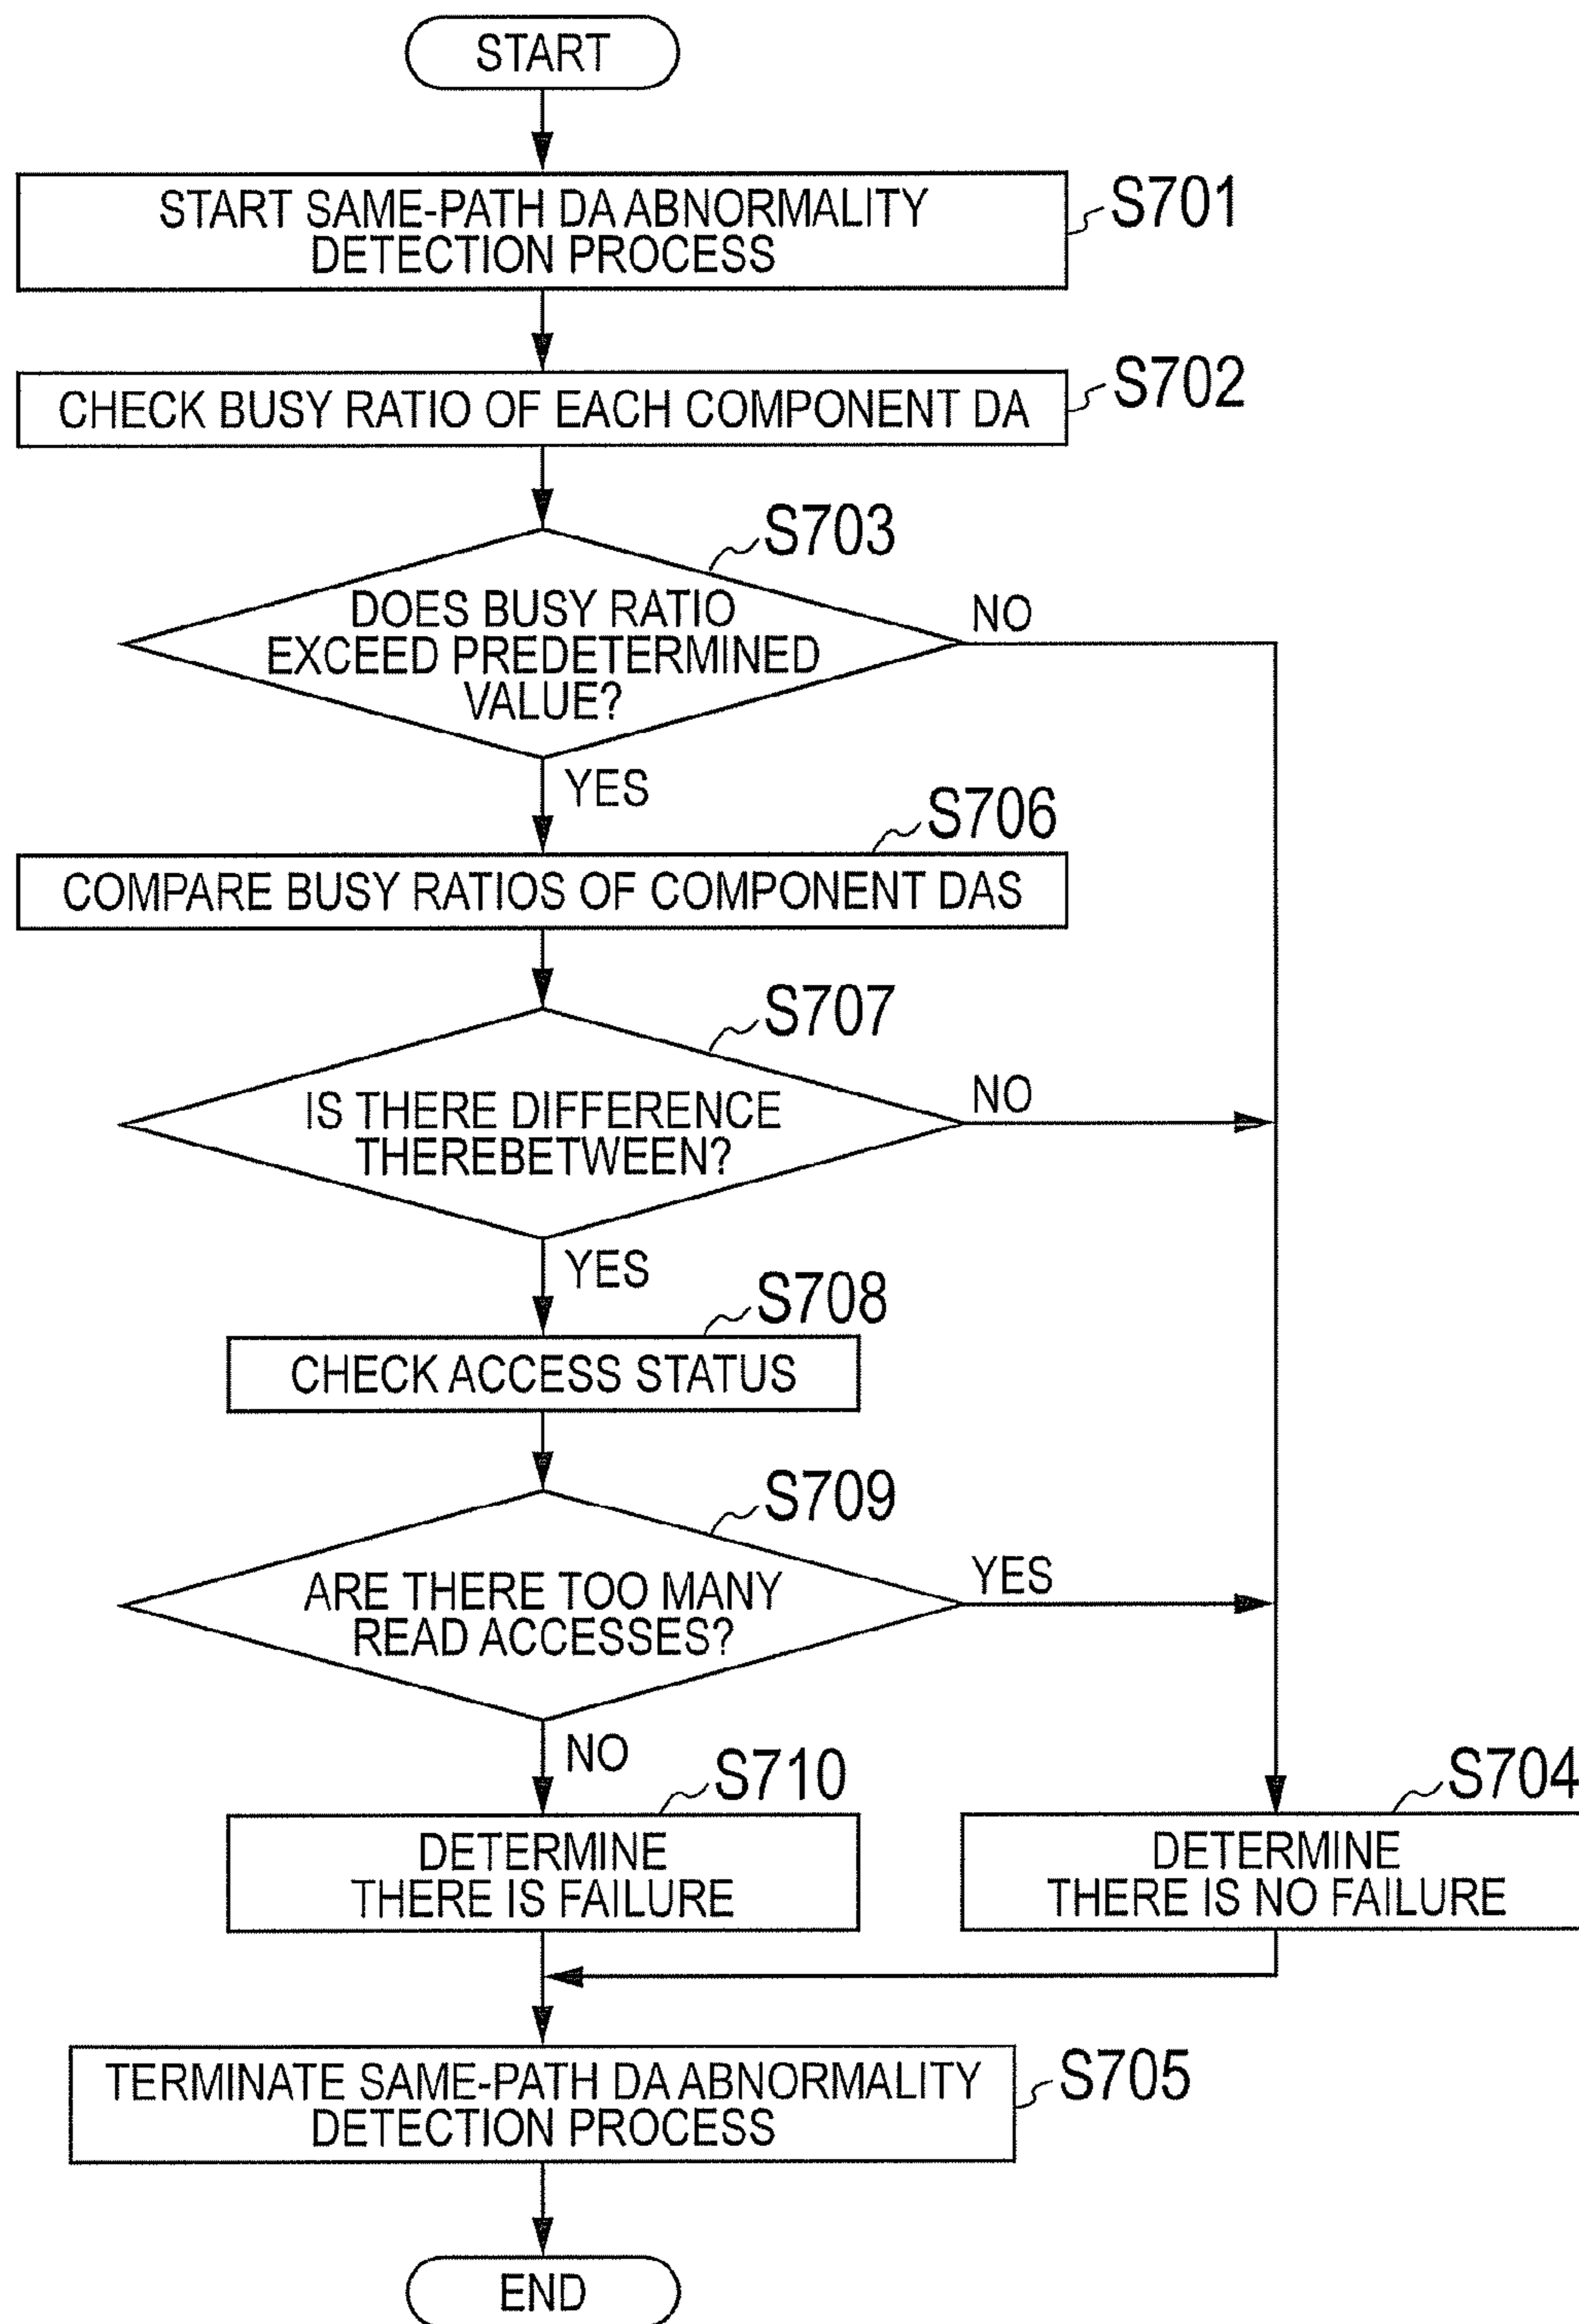 START
START SAME-PATH DA ABNORMALITY
DETECTION PROCESS
S701
CHECK BUSY RATIO OF EACH COMPONENT DA
S702
S703
DOES BUSY RATIO
EXCEED PREDETERMINED
VALUE?
NO
YES
S706
COMPARE BUSY RATIOS OF COMPONENT DAS
S707
IS THERE DIFFERENCE
THEREBETWEEN?
NO
YES
S708
CHECK ACCESS STATUS
S709
ARE THERE TOO MANY
READ ACCESSES?
YES
NO
S710
DETERMINE
THERE IS FAILURE
S704
DETERMINE
THERE IS NO FAILURE
TERMINATE SAME-PATH DA ABNORMALITY
DETECTION PROCESS
S705
END